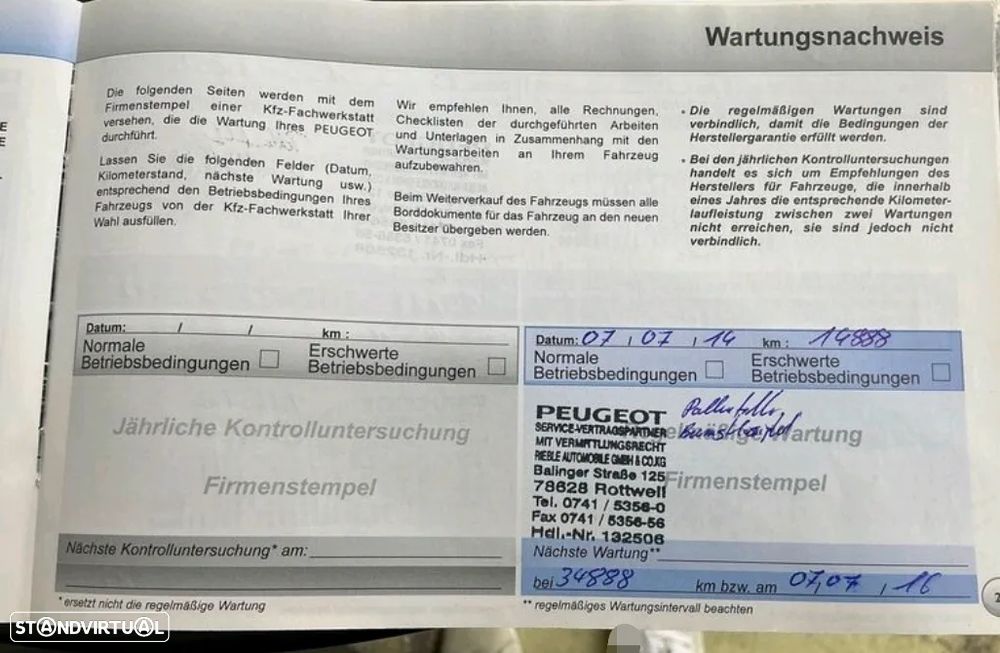 Wartungsnachweis
Die folgenden Seiten werden mit dem
Firmenstempel einer Kfz-Fachwerkstatt
versehen, die die Wartung Ihres PEUGEOT
durchführt.
Lassen Sie die folgenden Felder (Datum,
Kilometerstand, nächste Wartung usw.)
entsprechend den Betriebsbedingungen Ihres
Fahrzeugs von der Kfz-Fachwerkstatt Ihrer
Wahl ausfüllen.
Wir empfehlen Ihnen, alle Rechnungen,
Checklisten der durchgeführten Arbeiten
und Unterlagen in Zusammenhang mit den
Wartungsarbeiten an Ihrem Fahrzeug
aufzubewahren.
Beim Weiterverkauf des Fahrzeugs müssen alle
Borddokumente für das Fahrzeug an den neuen
Besitzer übergeben werden.
• Die regelmäßigen Wartungen sind
verbindlich, damit die Bedingungen der
Herstellergarantie erfüllt werden.
• Bei den jährlichen Kontrolluntersuchungen
handelt es sich um Empfehlungen des
Herstellers für Fahrzeuge, die innerhalb
eines Jahres die entsprechende Kilometer-
laufleistung zwischen zwei Wartungen
nicht erreichen, sie sind jedoch nicht
verbindlich.
Datum: / / km :
Normale
Betriebsbedingungen
Erschwerte
Betriebsbedingungen
Jährliche Kontrolluntersuchung
Firmenstempel
Nächste Kontrolluntersuchung* am:
* ersetzt nicht die regelmäßige Wartung
Datum: 07 / 07 / 14 km : 14888
Normale
Betriebsbedingungen
Erschwerte
Betriebsbedingungen
PEUGEOT
SERVICE-VERTRAGSPARTNER
MIT VERMITTLUNGSRECHT
RIEBLE AUTOMOBILE GMBH & CO.KG
Balinger Straße 125
78628 Rottweil
Tel. 0741 / 5356-0
Fax 0741 / 5356-56
Hdl.-Nr. 132506
Wartung
Firmenstempel
Nächste Wartung**
bei 34888 km bzw. am 07,07 / 16
** regelmäßiges Wartungsintervall beachten
2
STANDVIRTUAL